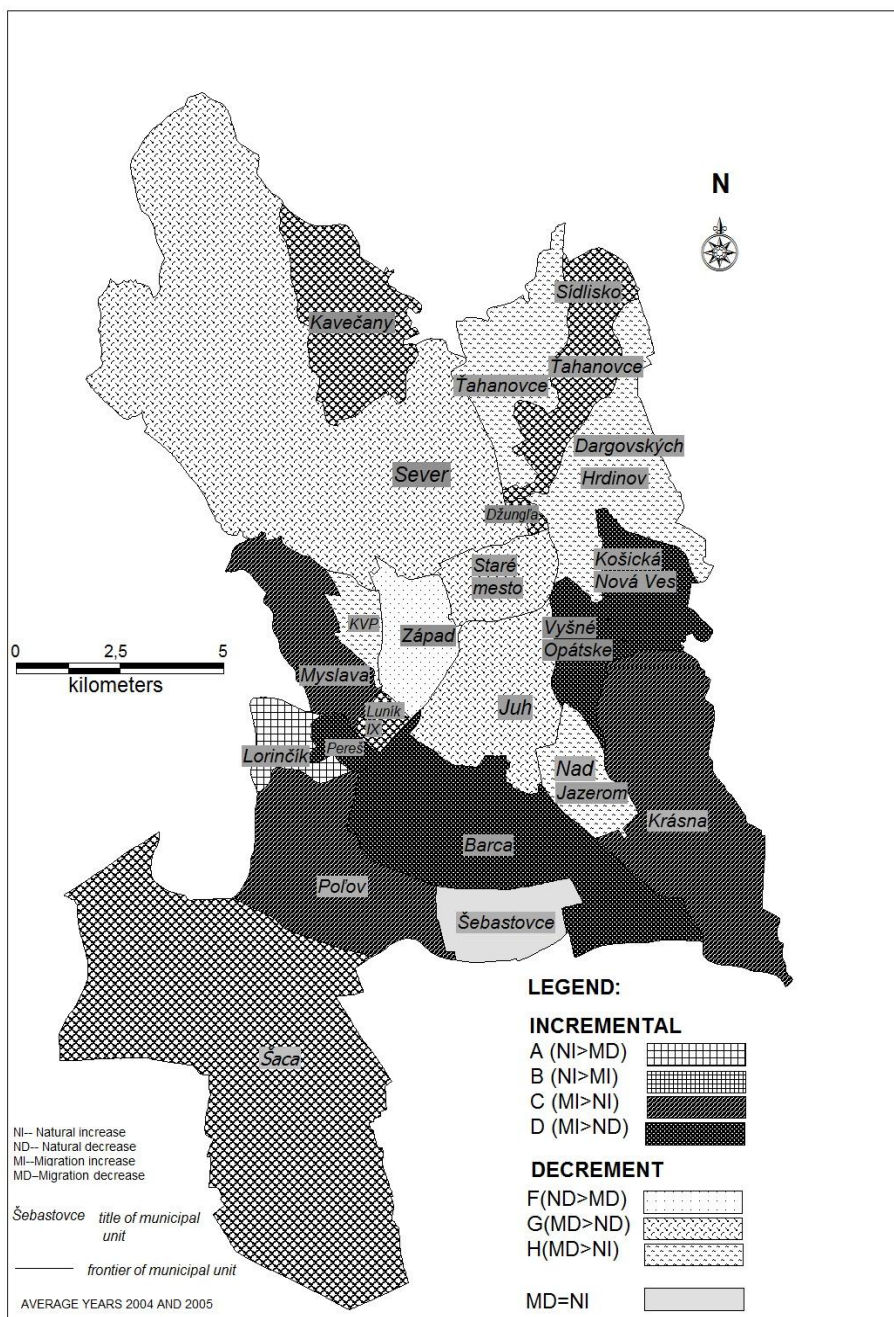 N
Sídlisko
Kavečany
Ťahanovce
Ťahanovce
Dargovských
Hrdinov
Sever
Džungľa
Staré
mesto
Košická
Nová Ves
KVP
Západ
Vyšné
Opátske
0 2,5 5
kilometers
Myslava
Luník
IX
Juh
Lorinčík
Pereš
Nad
Jazerom
Krásna
Barca
Poľov
Šebastovce
Šaca
LEGEND:
INCREMENTAL
A (NI>MD)
B (NI>MI)
C (MI>NI)
D (MI>ND)
DECREMENT
F(ND>MD)
G(MD>ND)
H(MD>NI)
MD=NI
NI-- Natural increase
ND-- Natural decrease
MI--Migration increase
MD–Migration decrease
Šebastovce title of municipal
unit
frontier of municipal unit
AVERAGE YEARS 2004 AND 2005